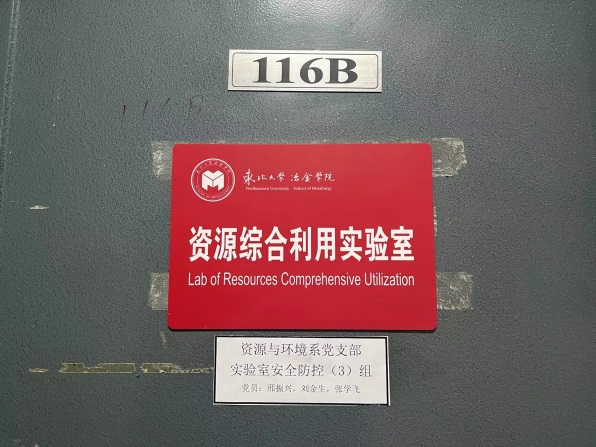 116B
116B
東北大学 冶金学院
Northeastern University School of Metallurgy
资源综合利用实验室
Lab of Resources Comprehensive Utilization
资源与环境系党支部
实验室安全防控（3）组
党员：邢振兴，刘金生，张学飞